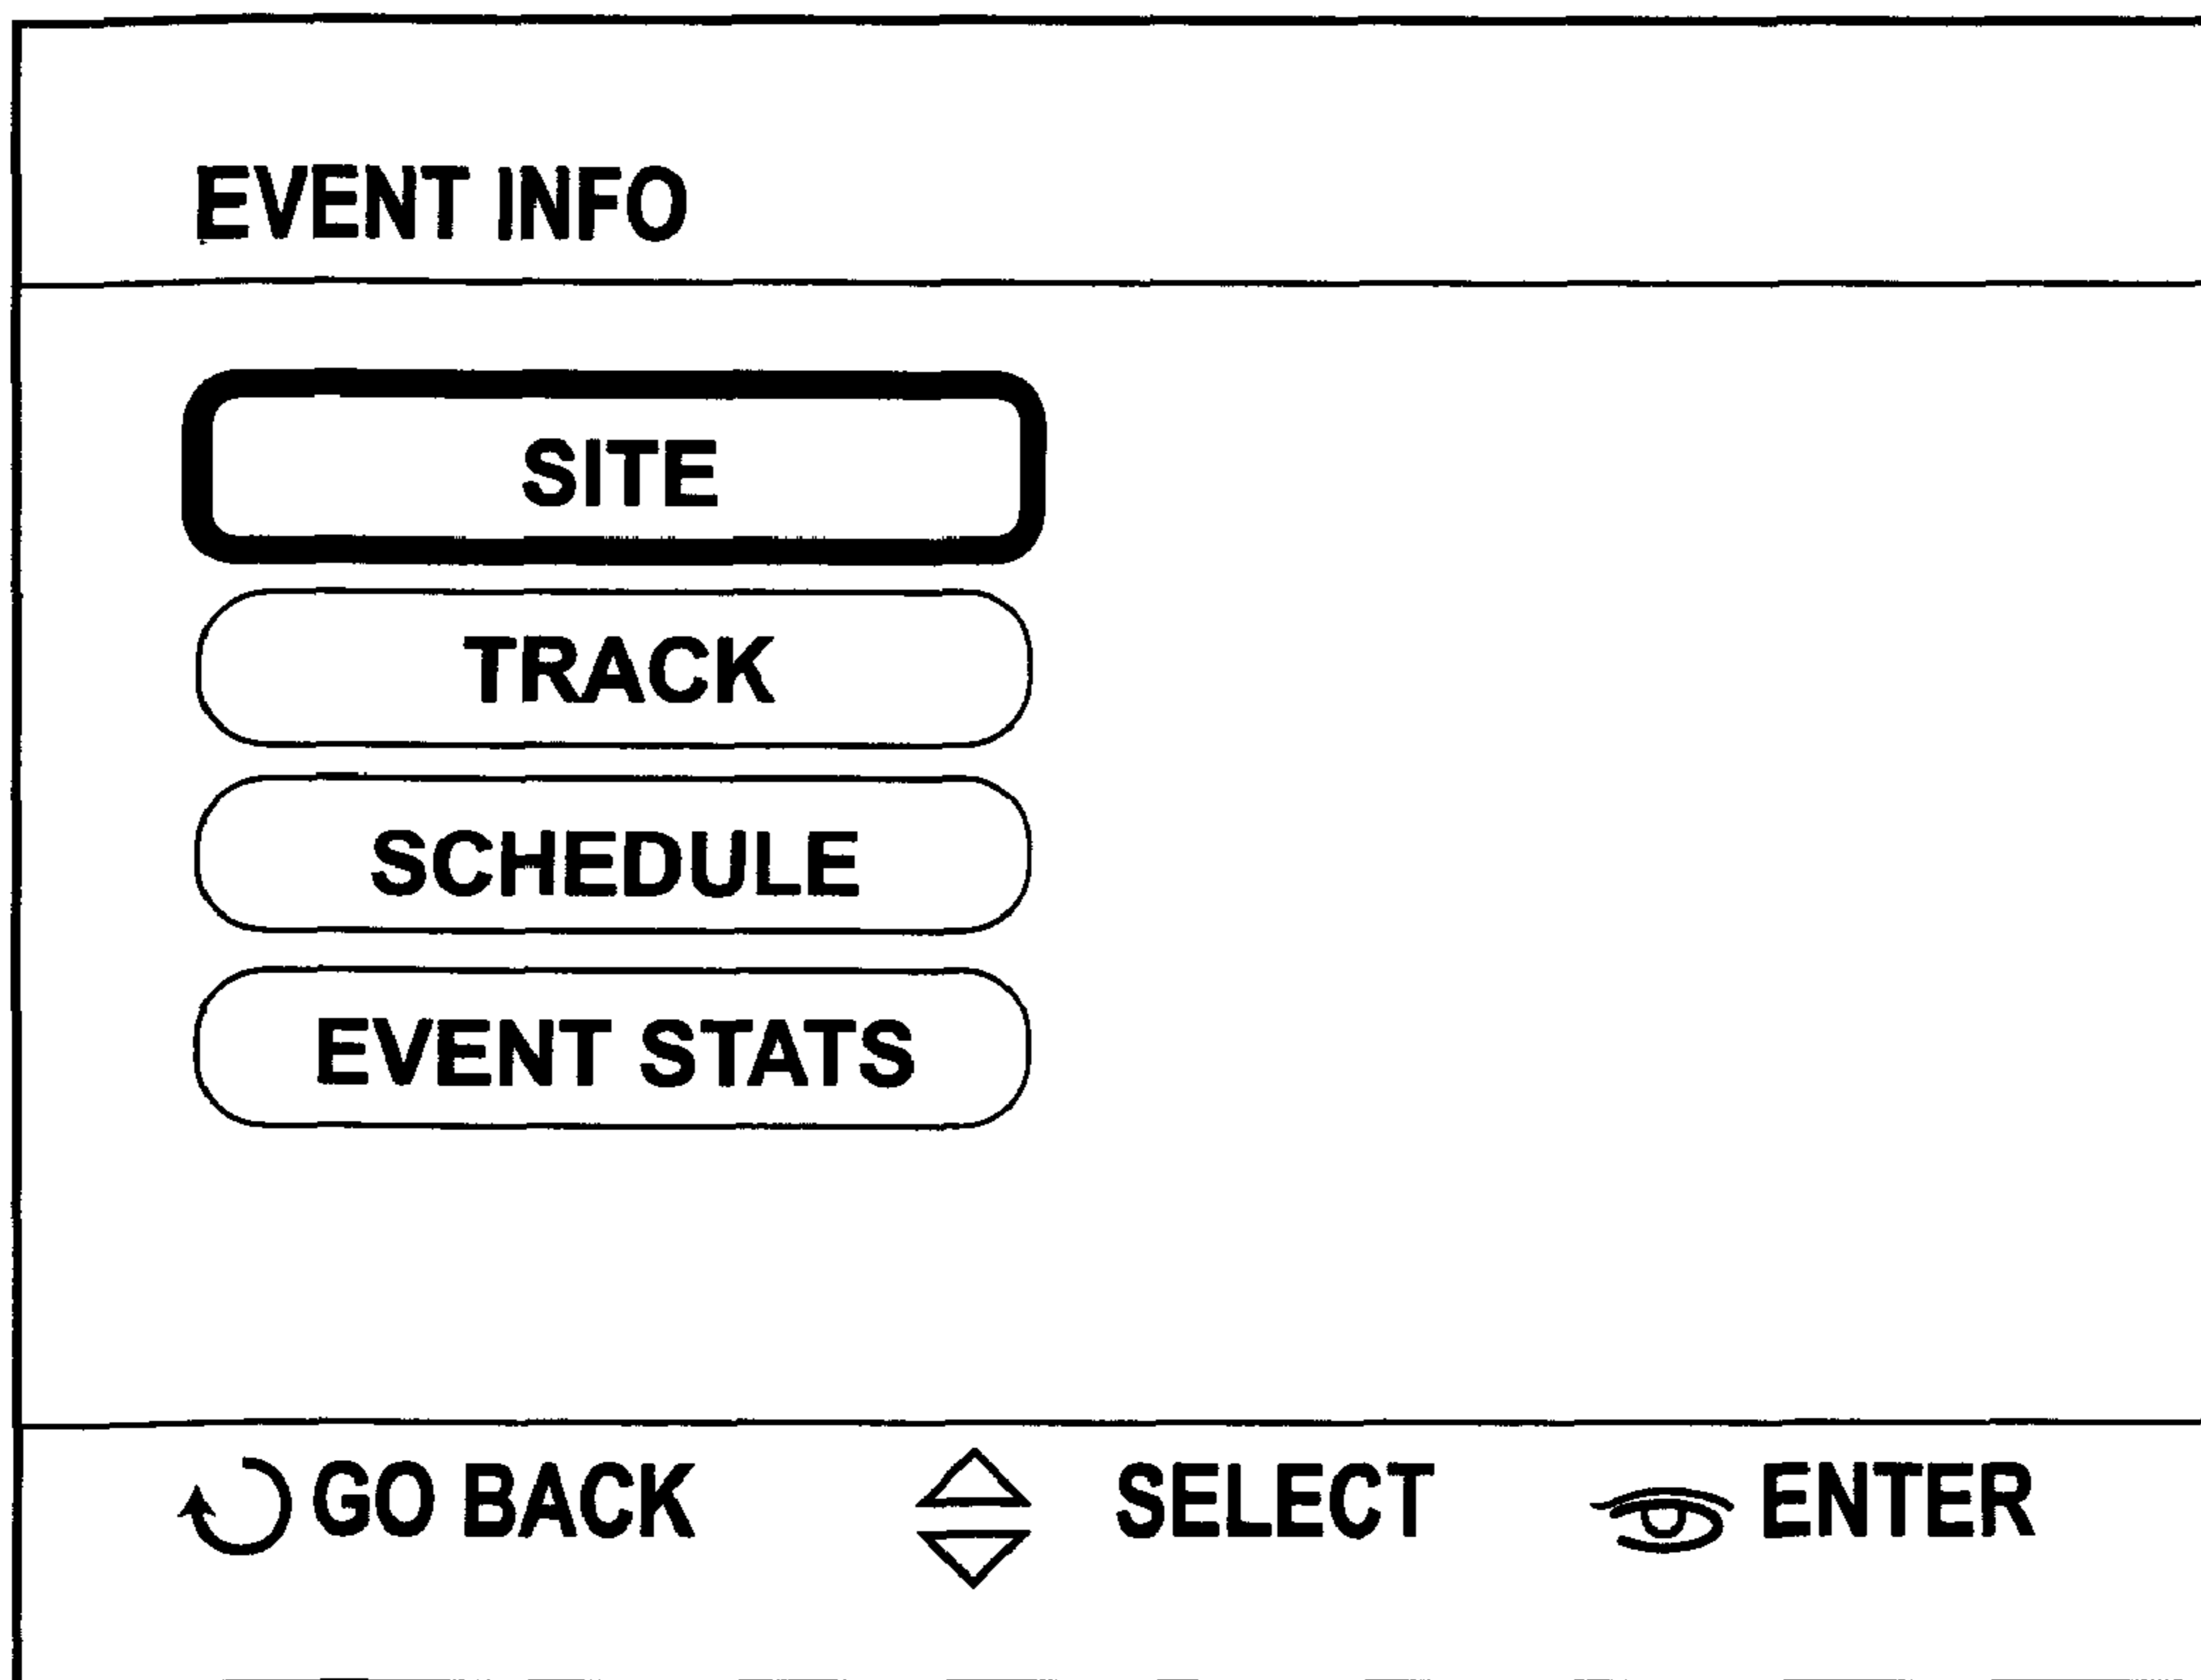 EVENT INFO
SITE
TRACK
SCHEDULE
EVENT STATS
GO BACK SELECT ENTER